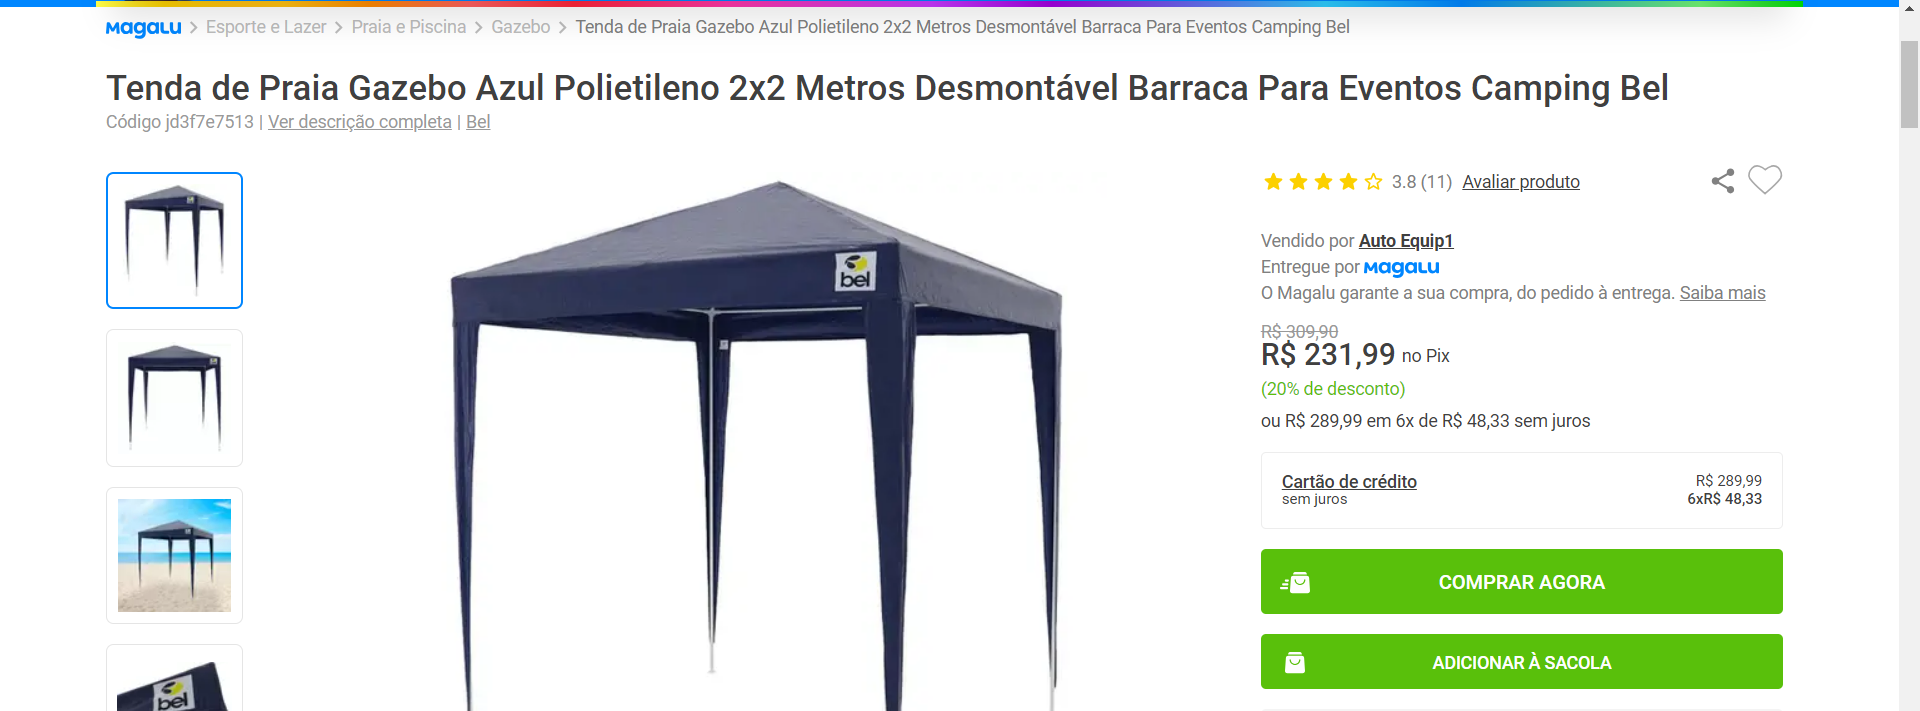 Magalu > Esporte e Lazer > Praia e Piscina > Gazebo > Tenda de Praia Gazebo Azul Polietileno 2x2 Metros Desmontável Barraca Para Eventos Camping Bel
Tenda de Praia Gazebo Azul Polietileno 2x2 Metros Desmontável Barraca Para Eventos Camping Bel
Código jd3f7e7513 | Ver descrição completa | Bel
bel
bel
3.8 (11) Avaliar produto
Vendido por Auto Equip1
Entregue por Magalu
O Magalu garante a sua compra, do pedido à entrega. Saiba mais
R$ 309,90
R$ 231,99 no Pix
(20% de desconto)
ou R$ 289,99 em 6x de R$ 48,33 sem juros
Cartão de crédito R$ 289,99
sem juros 6xR$ 48,33
COMPRAR AGORA
ADICIONAR À SACOLA